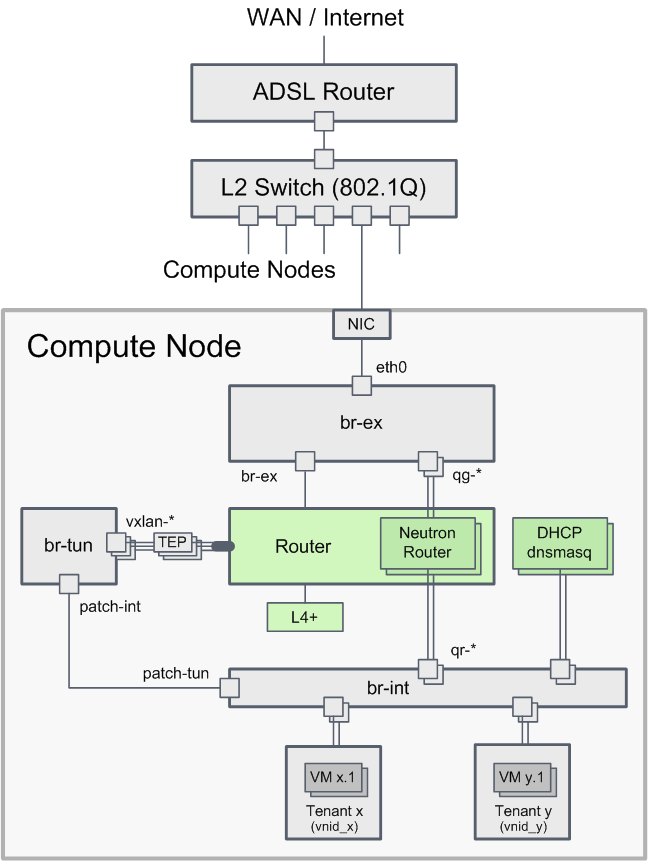 WAN / Internet
ADSL Router
L2 Switch (802.1Q)
Compute Nodes
NIC
Compute Node
eth0
br-ex
br-ex
qg-*
vxlan-*
br-tun
TEP
Router
Neutron
Router
DHCP
dnsmasq
patch-int
L4+
qr-*
patch-tun
br-int
VM x.1
Tenant x
(vnid_x)
VM y.1
Tenant y
(vnid_y)